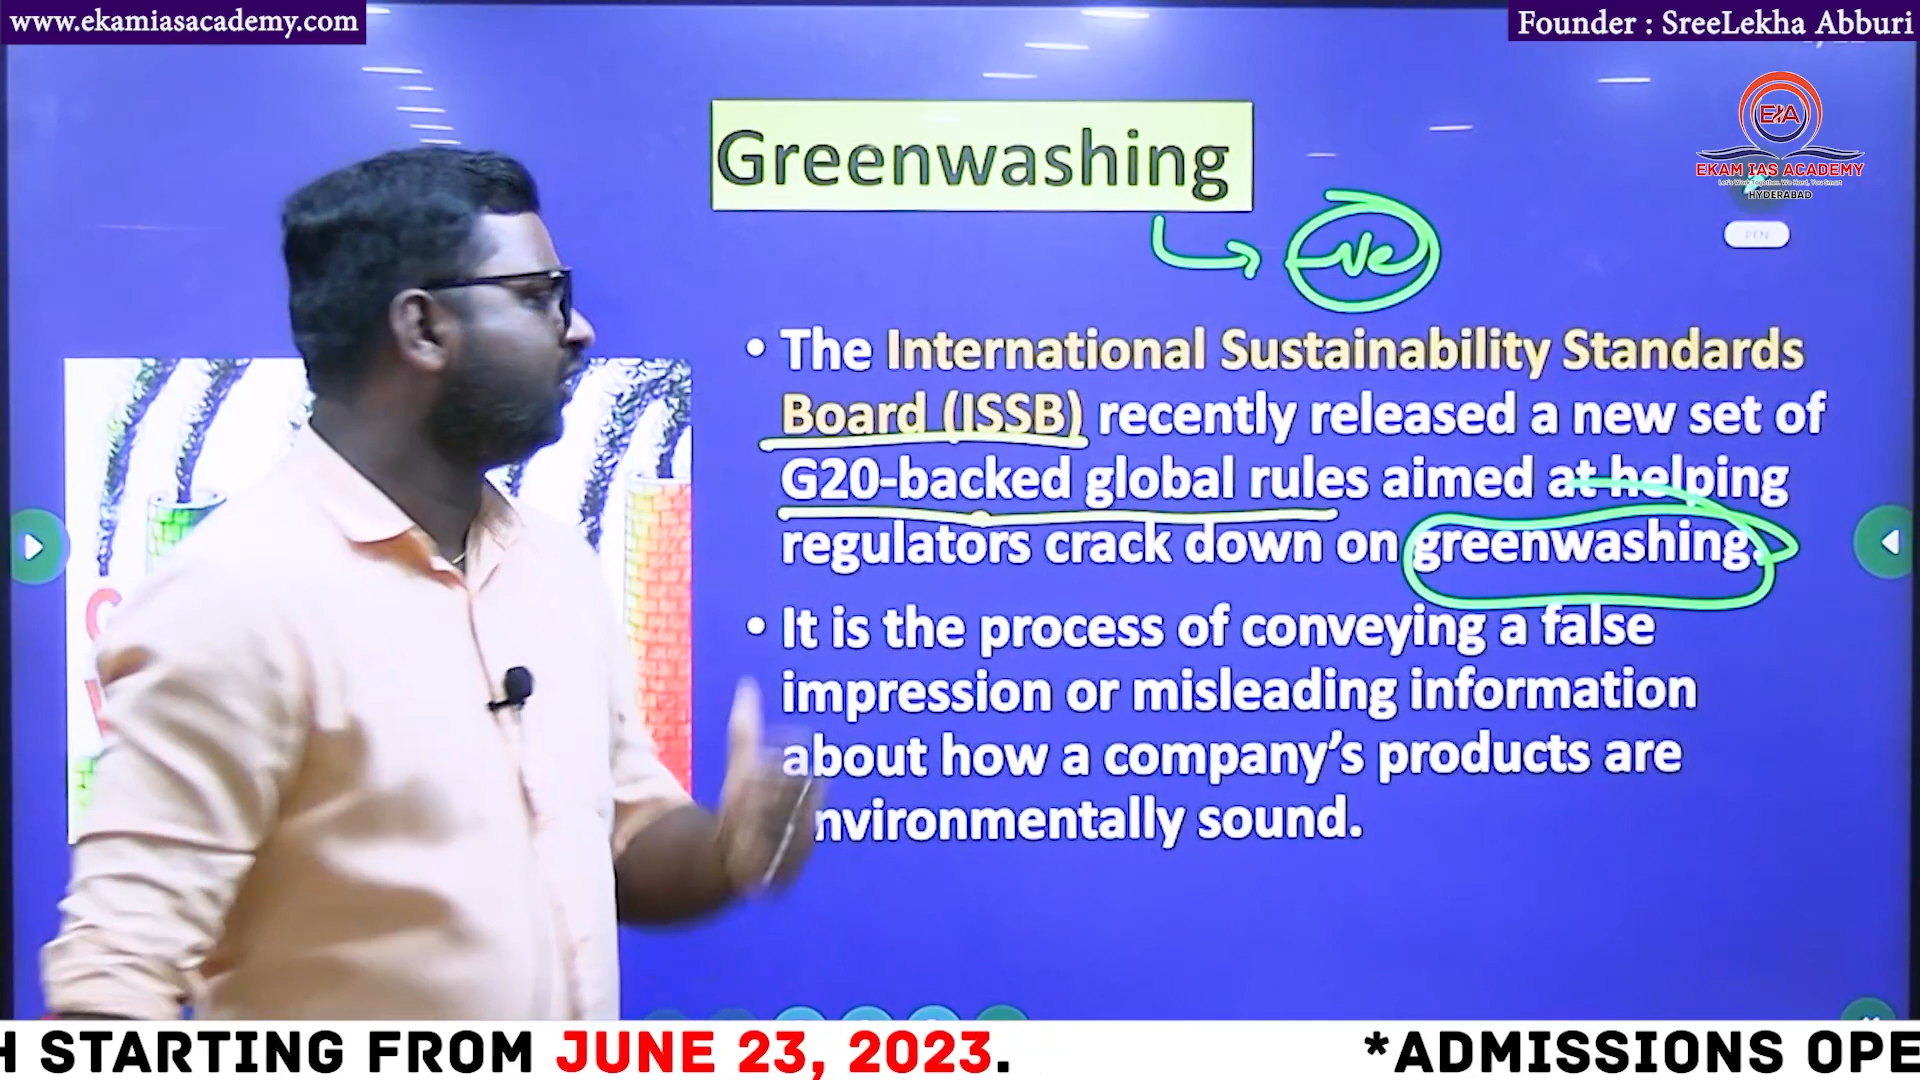 www.ekamiasacademy.com
Founder : SreeLekha Abburi
EIA
EKAM IAS ACADEMY
HYDERABAD
PEN
Greenwashing
-Ve
• The International Sustainability Standards
Board (ISSB) recently released a new set of
G20-backed global rules aimed at helping
regulators crack down on greenwashing.
• It is the process of conveying a false
impression or misleading information
about how a company's products are
nvironmentally sound.
H STARTING FROM JUNE 23, 2023.
*ADMISSIONS OPE